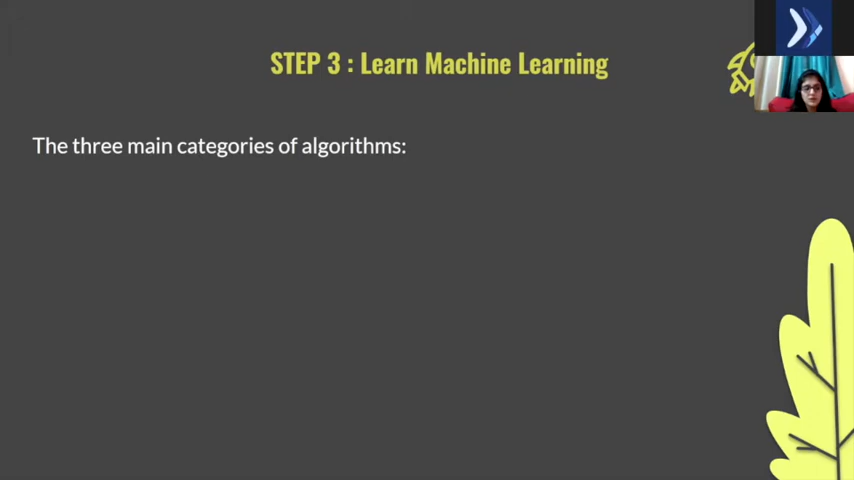 STEP 3 : Learn Machine Learning
The three main categories of algorithms: